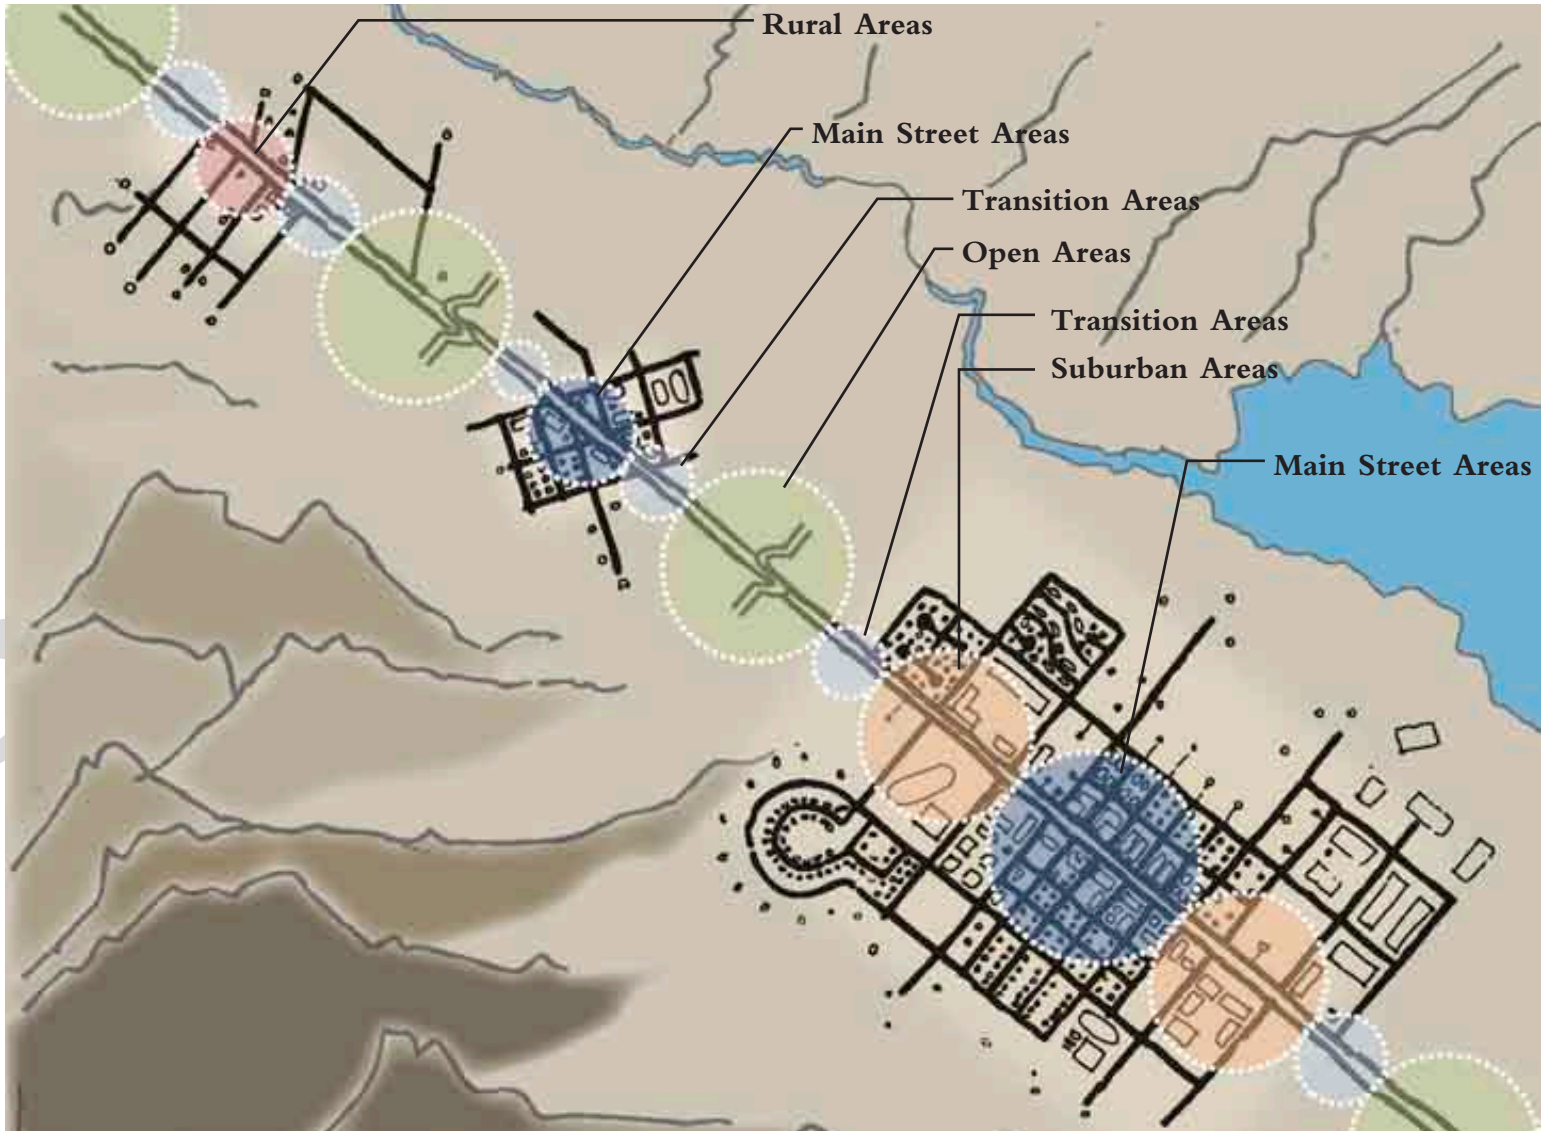 Rural Areas
Main Street Areas
Transition Areas
Open Areas
Transition Areas
Suburban Areas
Main Street Areas